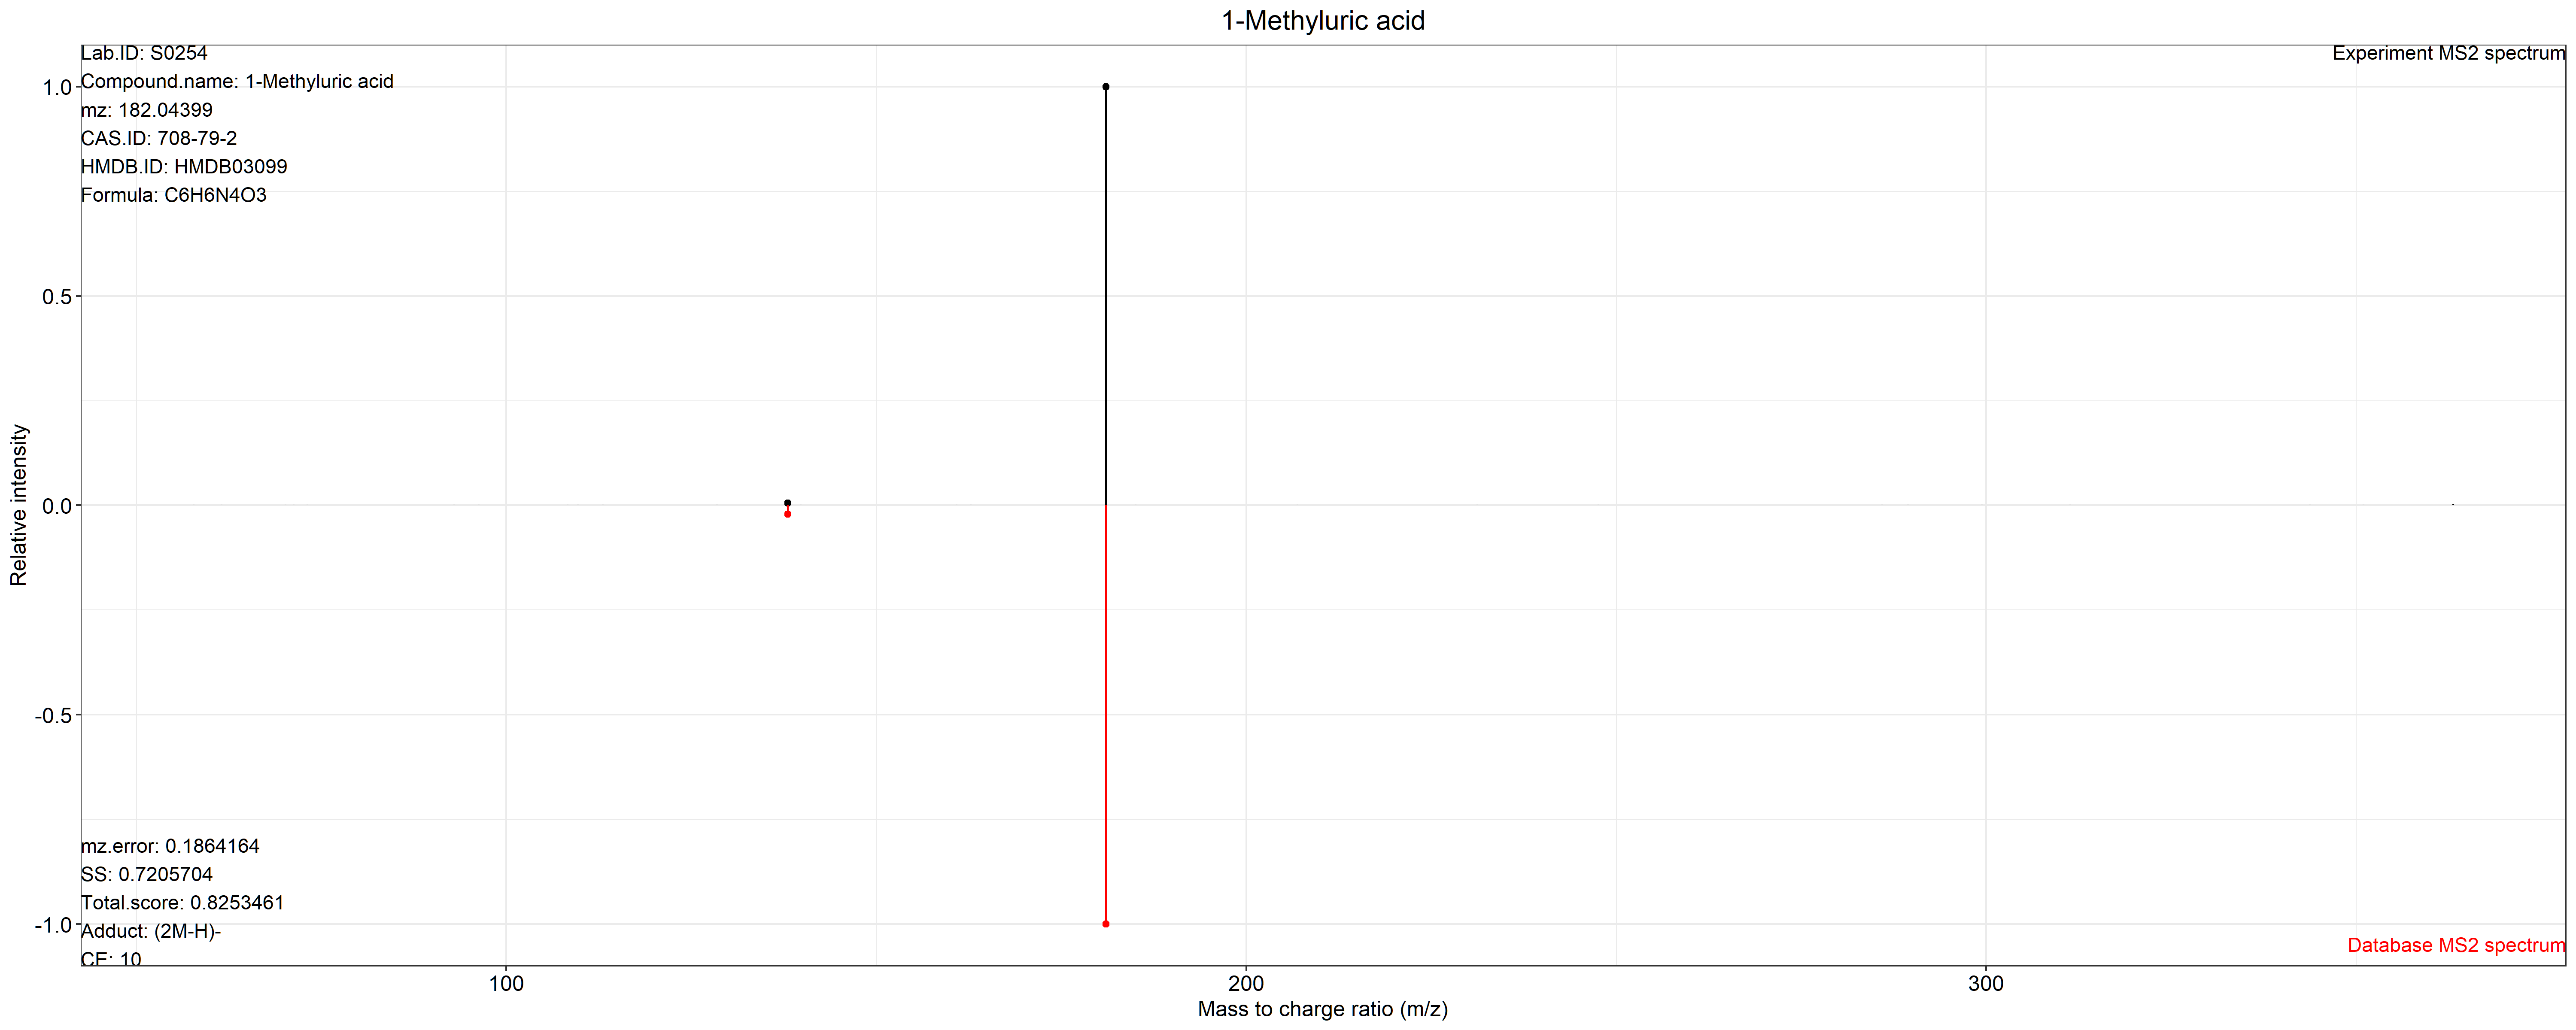 1-Methyluric acid
Lab.ID: S0254
Compound.name: 1-Methyluric acid
mz: 182.04399
CAS.ID: 708-79-2
HMDB.ID: HMDB03099
Formula: C6H6N4O3
Experiment MS2 spectrum
1.0
0.5
0.0
-0.5
-1.0
Relative intensity
mz.error: 0.1864164
SS: 0.7205704
Total.score: 0.8253461
Adduct: (2M-H)-
CE: 10
Database MS2 spectrum
100
200
300
Mass to charge ratio (m/z)